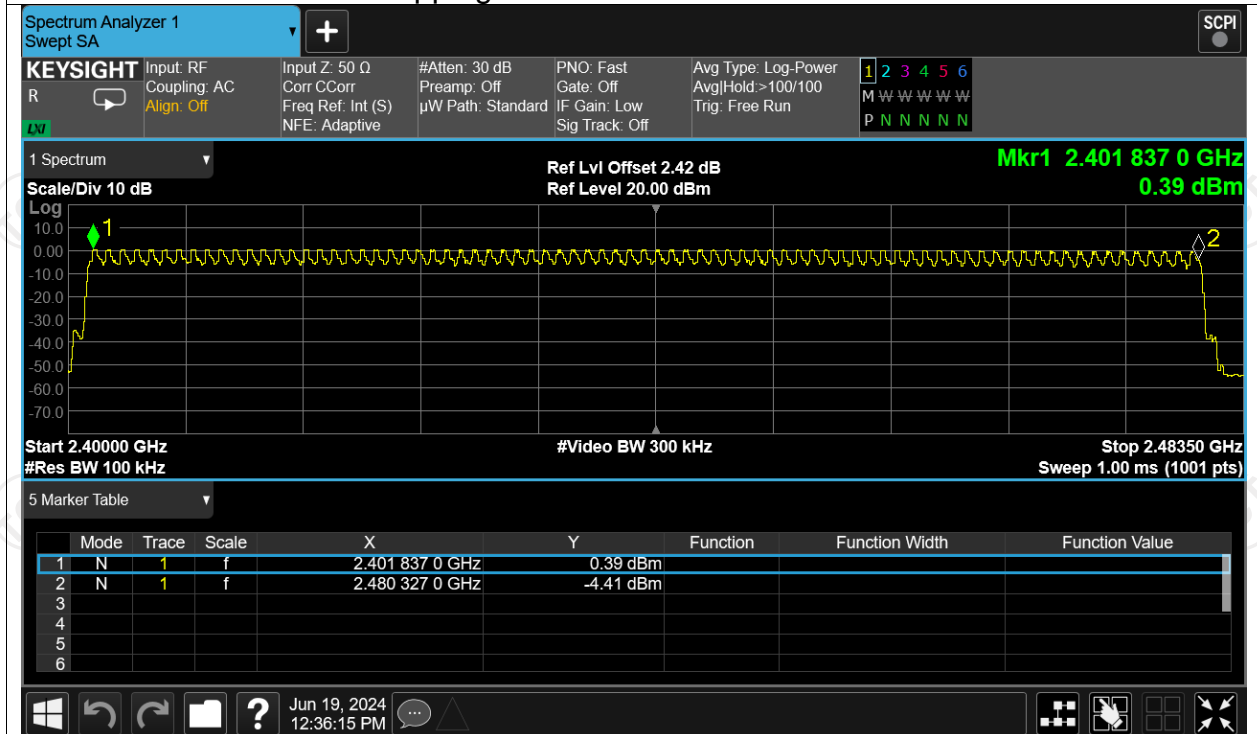 Spectrum Analyzer 1
Swept SA
+
SCPI
KEYSIGHT
R
LXI
Input: RF
Coupling: AC
Align: Off
Input Z: 50 Ω
Corr CCorr
Freq Ref: Int (S)
NFE: Adaptive
#Atten: 30 dB
Preamp: Off
µW Path: Standard
PNO: Fast
Gate: Off
IF Gain: Low
Sig Track: Off
Avg Type: Log-Power
Avg|Hold:>100/100
Trig: Free Run
1 2 3 4 5 6
M W W W W W
P N N N N N
1 Spectrum
Scale/Div 10 dB
Ref Lvl Offset 2.42 dB
Ref Level 20.00 dBm
Mkr1 2.401 837 0 GHz
0.39 dBm
Log
10.0
0.00
-10.0
-20.0
-30.0
-40.0
-50.0
-60.0
-70.0
1
2
Start 2.40000 GHz
#Res BW 100 kHz
#Video BW 300 kHz
Stop 2.48350 GHz
Sweep 1.00 ms (1001 pts)
5 Marker Table
Mode Trace Scale X Y Function Function Width Function Value
1 N 1 f 2.401 837 0 GHz 0.39 dBm
2 N 1 f 2.480 327 0 GHz -4.41 dBm
3
4
5
6
?
Jun 19, 2024
12:36:15 PM